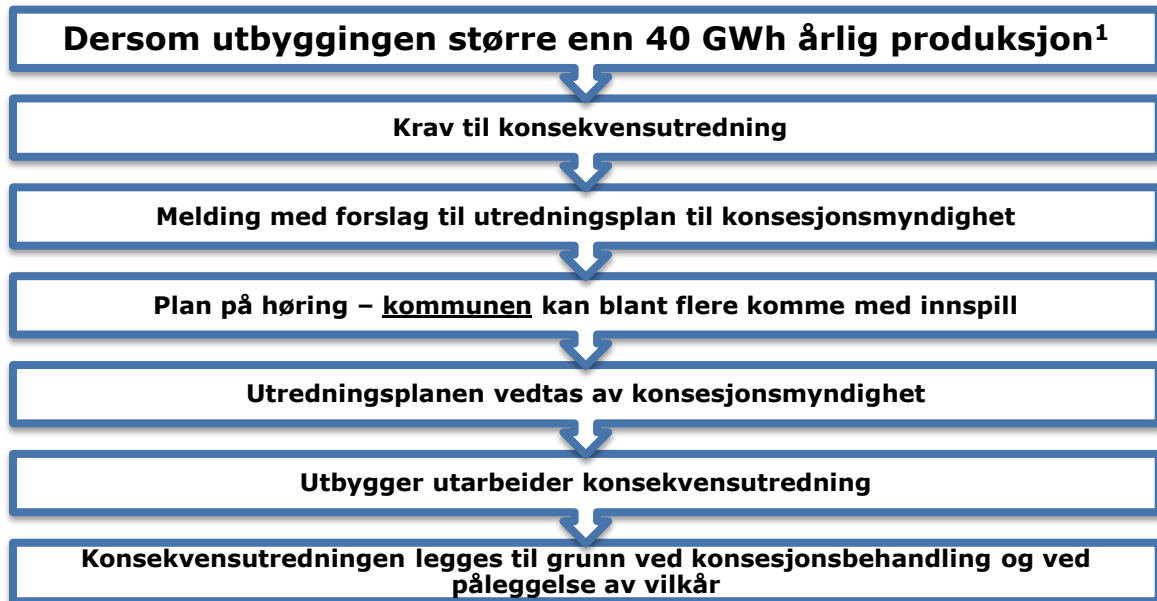 Dersom utbyggingen større enn 40 GWh årlig produksjon¹
Krav til konsekvensutredning
Melding med forslag til utredningsplan til konsesjonsmyndighet
Plan på høring – kommunen kan blant flere komme med innspill
Utredningsplanen vedtas av konsesjonsmyndighet
Utbygger utarbeider konsekvensutredning
Konsekvensutredningen legges til grunn ved konsesjonsbehandling og ved
påleggelse av vilkår